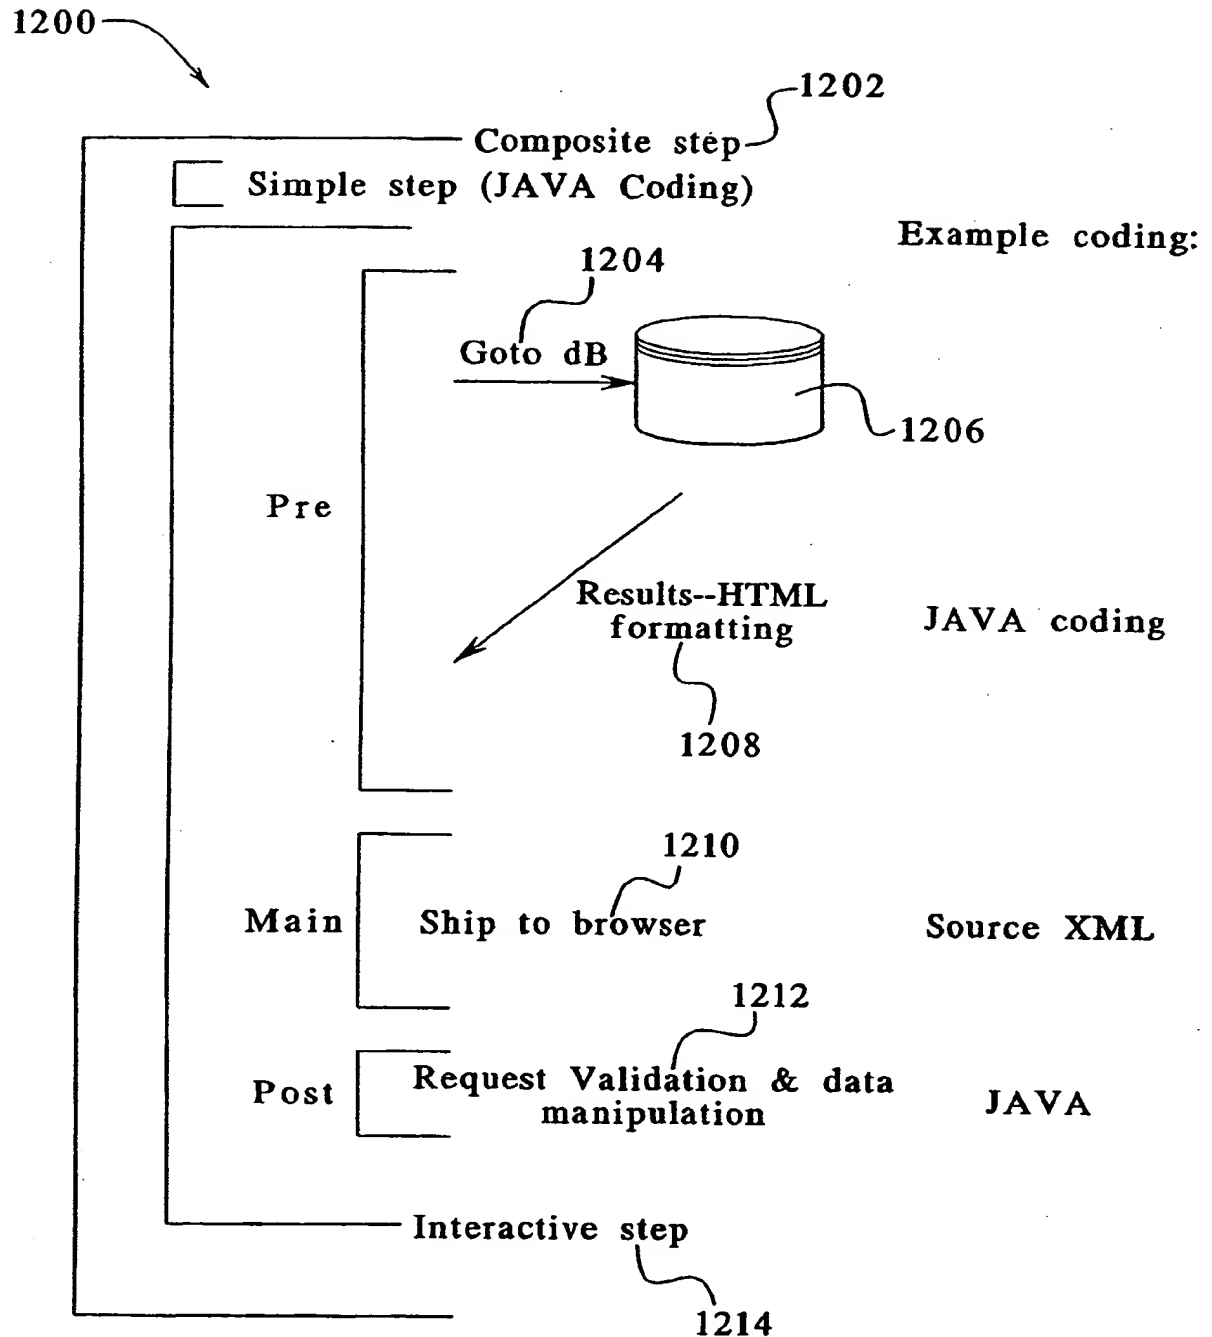 1200
1202
Composite step
Simple step (JAVA Coding)
Example coding:
1204
Goto dB
1206
Pre
Results--HTML
formatting
JAVA coding
1208
1210
Main
Ship to browser
Source XML
1212
Post
Request Validation & data
manipulation
JAVA
Interactive step
1214